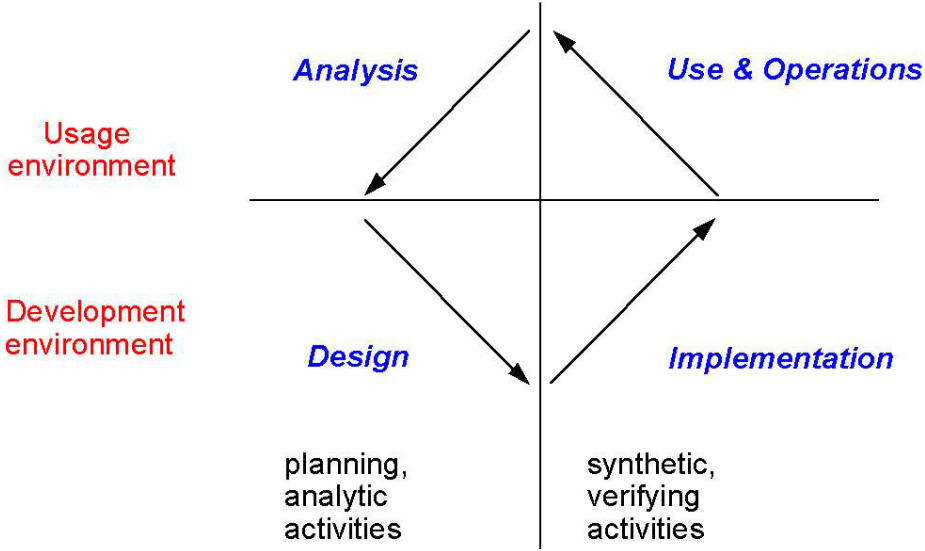 Analysis
Use & Operations
Usage
environment
Development
environment
Design
Implementation
planning,
analytic
activities
synthetic,
verifying
activities